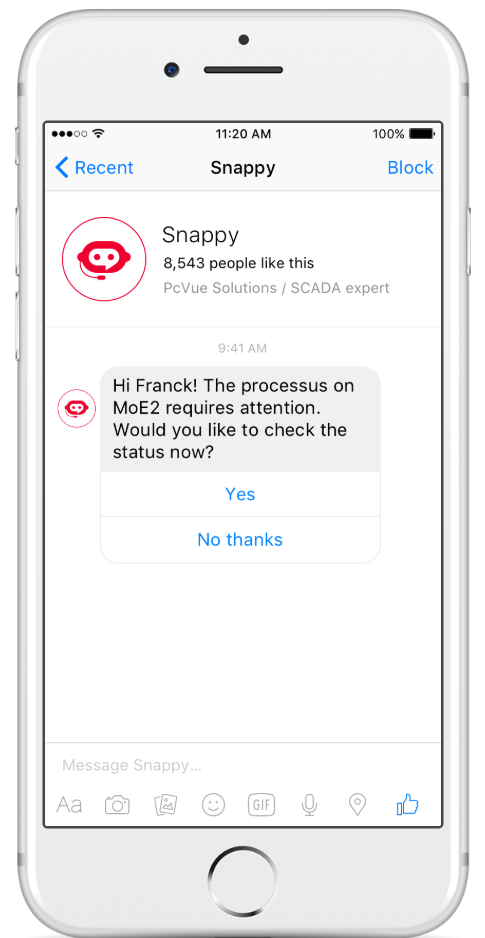 11:20 AM 100%
Recent Snappy Block
Snappy
8,543 people like this
PcVue Solutions / SCADA expert
9:41 AM
Hi Franck! The processus on
MoE2 requires attention.
Would you like to check the
status now?
Yes
No thanks
Message Snappy...
Aa GIF